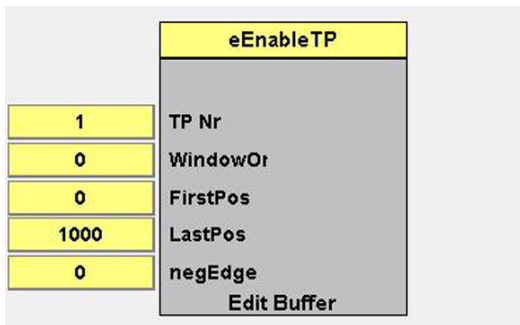 eEnableTP
1 TP Nr
0 WindowOr
0 FirstPos
1000 LastPos
0 negEdge
Edit Buffer